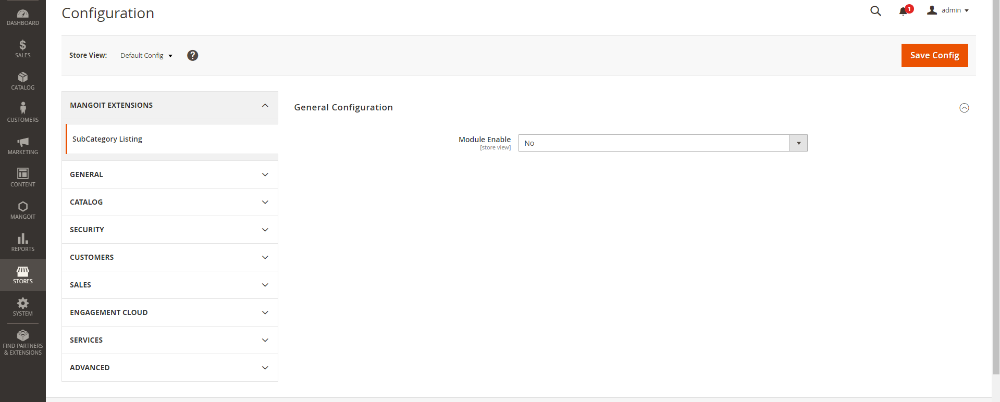 DASHBOARD
SALES
CATALOG
CUSTOMERS
MARKETING
CONTENT
MANGOIT
REPORTS
STORES
SYSTEM
FIND PARTNERS
& EXTENSIONS
Configuration
1
admin
Store View:
Default Config
?
Save Config
MANGOIT EXTENSIONS
SubCategory Listing
GENERAL
CATALOG
SECURITY
CUSTOMERS
SALES
ENGAGEMENT CLOUD
SERVICES
ADVANCED
General Configuration
Module Enable
[store view]
No